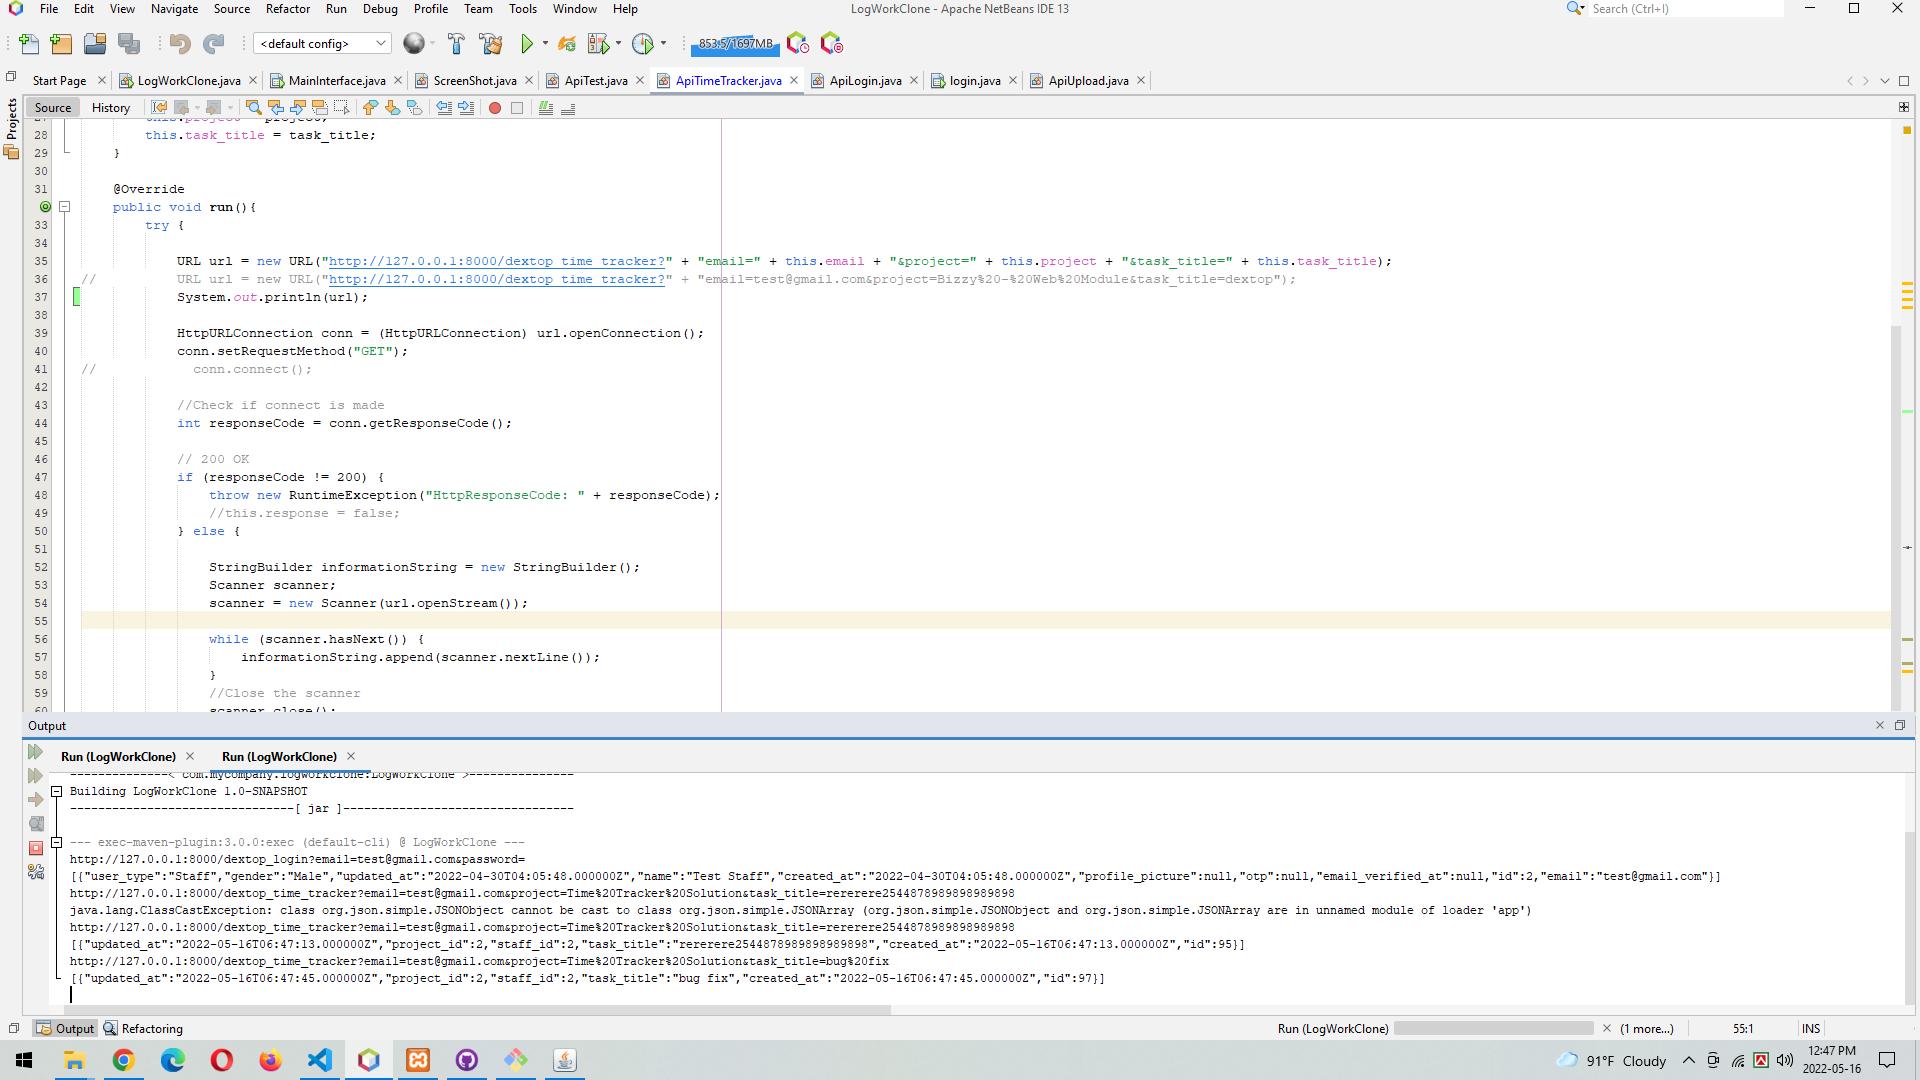 File Edit View Navigate Source Refactor Run Debug Profile Team Tools Window Help
LogWorkClone - Apache NetBeans IDE 13
Search (Ctrl+I)
<default config>
853.5/1697MB
Start Page LogWorkClone.java MainInterface.java ScreenShot.java ApiTest.java ApiTimeTracker.java ApiLogin.java login.java ApiUpload.java
Projects
Source History
28 this.task_title = task_title;
29 }
30
31 @Override
public void run(){
33 try {
34
35 URL url = new URL("http://127.0.0.1:8000/dextop_time_tracker?" + "email=" + this.email + "&project=" + this.project + "&task_title=" + this.task_title);
36 // URL url = new URL("http://127.0.0.1:8000/dextop_time_tracker?" + "email=test@gmail.com&project=Bizzy%20-%20Web%20Module&task_title=dextop");
37 System.out.println(url);
38
39 HttpURLConnection conn = (HttpURLConnection) url.openConnection();
40 conn.setRequestMethod("GET");
41 // conn.connect();
42
43 //Check if connect is made
44 int responseCode = conn.getResponseCode();
45
46 // 200 OK
47 if (responseCode != 200) {
48 throw new RuntimeException("HttpResponseCode: " + responseCode);
49 //this.response = false;
50 } else {
51
52 StringBuilder informationString = new StringBuilder();
53 Scanner scanner;
54 scanner = new Scanner(url.openStream());
55
56 while (scanner.hasNext()) {
57 informationString.append(scanner.nextLine());
58 }
59 //Close the scanner
60 scanner.close();
Output
Run (LogWorkClone) Run (LogWorkClone)
--------------< com.mycompany:LogWorkClone >---------------
Building LogWorkClone 1.0-SNAPSHOT
--------------------------------[ jar ]---------------------------------
--- exec-maven-plugin:3.0.0:exec (default-cli) @ LogWorkClone ---
http://127.0.0.1:8000/dextop_login?email=test@gmail.com&password=
[{"user_type":"Staff","gender":"Male","updated_at":"2022-04-30T04:05:48.000000Z","name":"Test Staff","created_at":"2022-04-30T04:05:48.000000Z","profile_picture":null,"otp":null,"email_verified_at":null,"id":2,"email":"test@gmail.com"}]
http://127.0.0.1:8000/dextop_time_tracker?email=test@gmail.com&project=Time%20Tracker%20Solution&task_title=rererere2544878989898989898
java.lang.ClassCastException: class org.json.simple.JSONObject cannot be cast to class org.json.simple.JSONArray (org.json.simple.JSONObject and org.json.simple.JSONArray are in unnamed module of loader 'app')
http://127.0.0.1:8000/dextop_time_tracker?email=test@gmail.com&project=Time%20Tracker%20Solution&task_title=rererere2544878989898989898
[{"updated_at":"2022-05-16T06:47:13.000000Z","project_id":2,"staff_id":2,"task_title":"rererere2544878989898989898","created_at":"2022-05-16T06:47:13.000000Z","id":95}]
http://127.0.0.1:8000/dextop_time_tracker?email=test@gmail.com&project=Time%20Tracker%20Solution&task_title=bug%20fix
[{"updated_at":"2022-05-16T06:47:45.000000Z","project_id":2,"staff_id":2,"task_title":"bug fix","created_at":"2022-05-16T06:47:45.000000Z","id":97}]
Output Refactoring
Run (LogWorkClone) (1 more...) 55:1 INS
91°F Cloudy
12:47 PM
2022-05-16